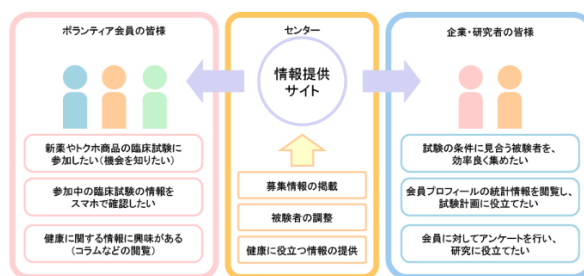 ボランティア会員の皆様
新薬やトクホ商品の臨床試験に
参加したい(機会を知りたい)
参加中の臨床試験の情報を
スマホで確認したい
健康に関する情報に興味がある
(コラムなどの閲覧)
センター
情報提供
サイト
募集情報の掲載
被験者の調整
健康に役立つ情報の提供
企業・研究者の皆様
試験の条件に見合う被験者を、
効率良く集めたい
会員プロフィールの統計情報を閲覧し、
試験計画に役立てたい
会員に対してアンケートを行い、
研究に役立てたい